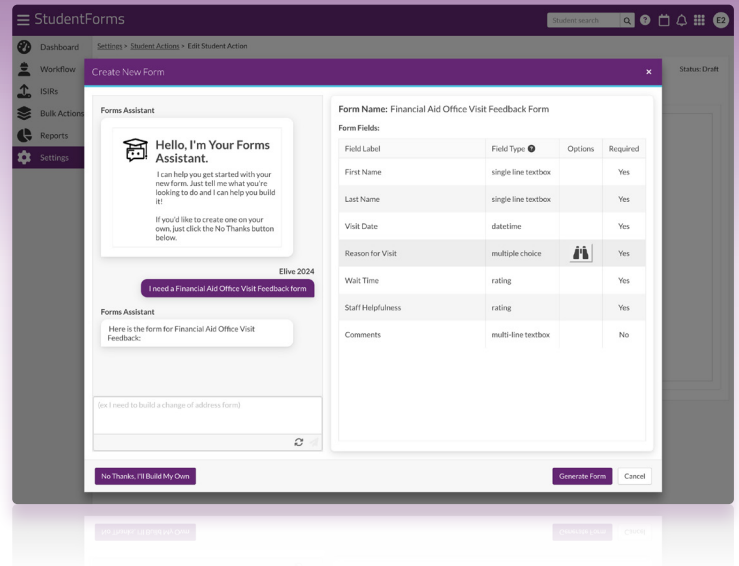 StudentForms
Student search
E2
Dashboard
Workflow
ISIRs
Bulk Actions
Reports
Settings
Settings • Student Actions • Edit Student Action
Status: Draft
Create New Form
×
Forms Assistant
Hello, I'm Your Forms
Assistant.
I can help you get started with your
new form. Just tell me what you're
looking to do and I can help you build
it!
If you'd like to create one on your
own, just click the No Thanks button
below.
Elive 2024
I need a Financial Aid Office Visit Feedback form
Forms Assistant
Here is the form for Financial Aid Office Visit
Feedback:
(ex I need to build a change of address form)
Form Name: Financial Aid Office Visit Feedback Form
Form Fields:
Field Label Field Type ? Options Required
First Name single line textbox Yes
Last Name single line textbox Yes
Visit Date datetime Yes
Reason for Visit multiple choice Yes
Wait Time rating Yes
Staff Helpfulness rating Yes
Comments multi-line textbox No
No Thanks, I'll Build My Own
Generate Form
Cancel